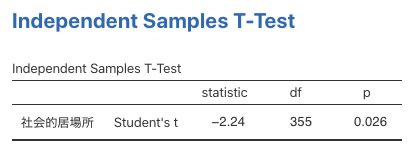 Independent Samples T-Test
Independent Samples T-Test
statistic df p
社会的居場所 Student's t −2.24 355 0.026